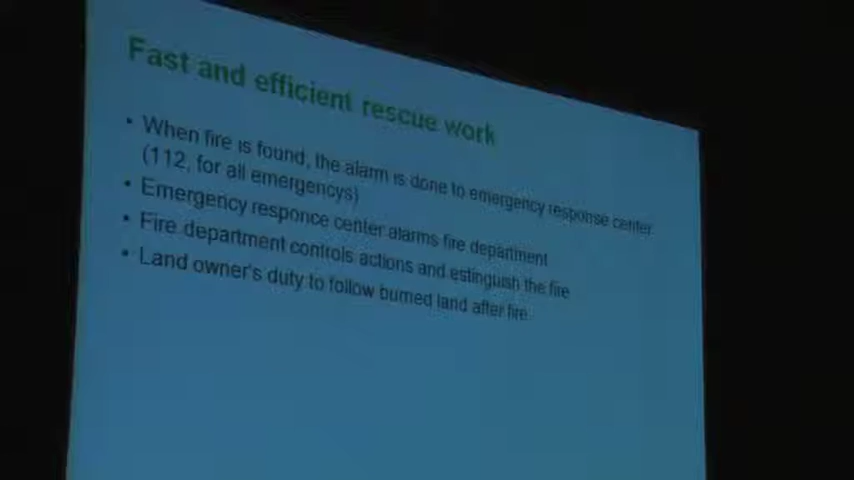 Fast and efficient rescue work
• When fire is found, the alarm is done to emergency response center
(112, for all emergencys)
• Emergency responce center alarms fire department
• Fire department controls actions and estinguish the fire
• Land owner's duty to follow burned land after fire